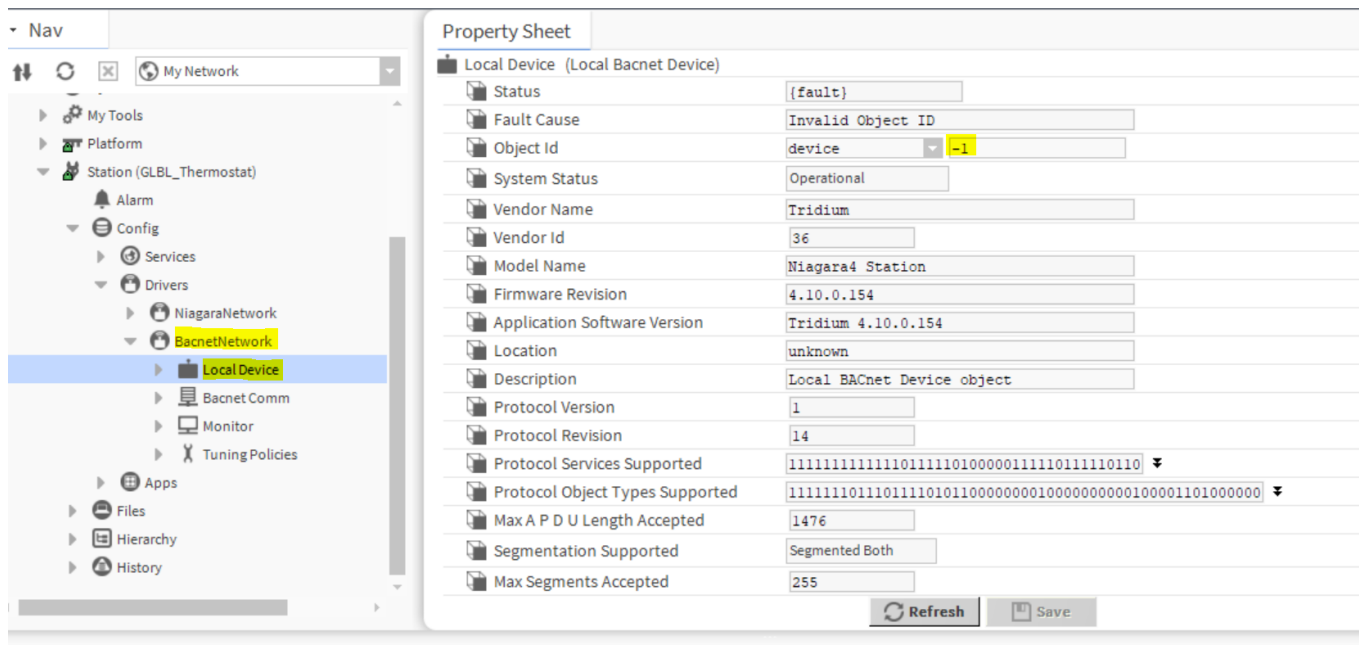 Nav
My Network
My Tools
Platform
Station (GLBL_Thermostat)
Alarm
Config
Services
Drivers
NiagaraNetwork
BacnetNetwork
Local Device
Bacnet Comm
Monitor
Tuning Policies
Apps
Files
Hierarchy
History
Property Sheet
Local Device (Local Bacnet Device)
Status {fault}
Fault Cause Invalid Object ID
Object Id device -1
System Status Operational
Vendor Name Tridium
Vendor Id 36
Model Name Niagara4 Station
Firmware Revision 4.10.0.154
Application Software Version Tridium 4.10.0.154
Location unknown
Description Local BACnet Device object
Protocol Version 1
Protocol Revision 14
Protocol Services Supported
Protocol Object Types Supported
Max A P D U Length Accepted 1476
Segmentation Supported Segmented Both
Max Segments Accepted 255
Refresh Save